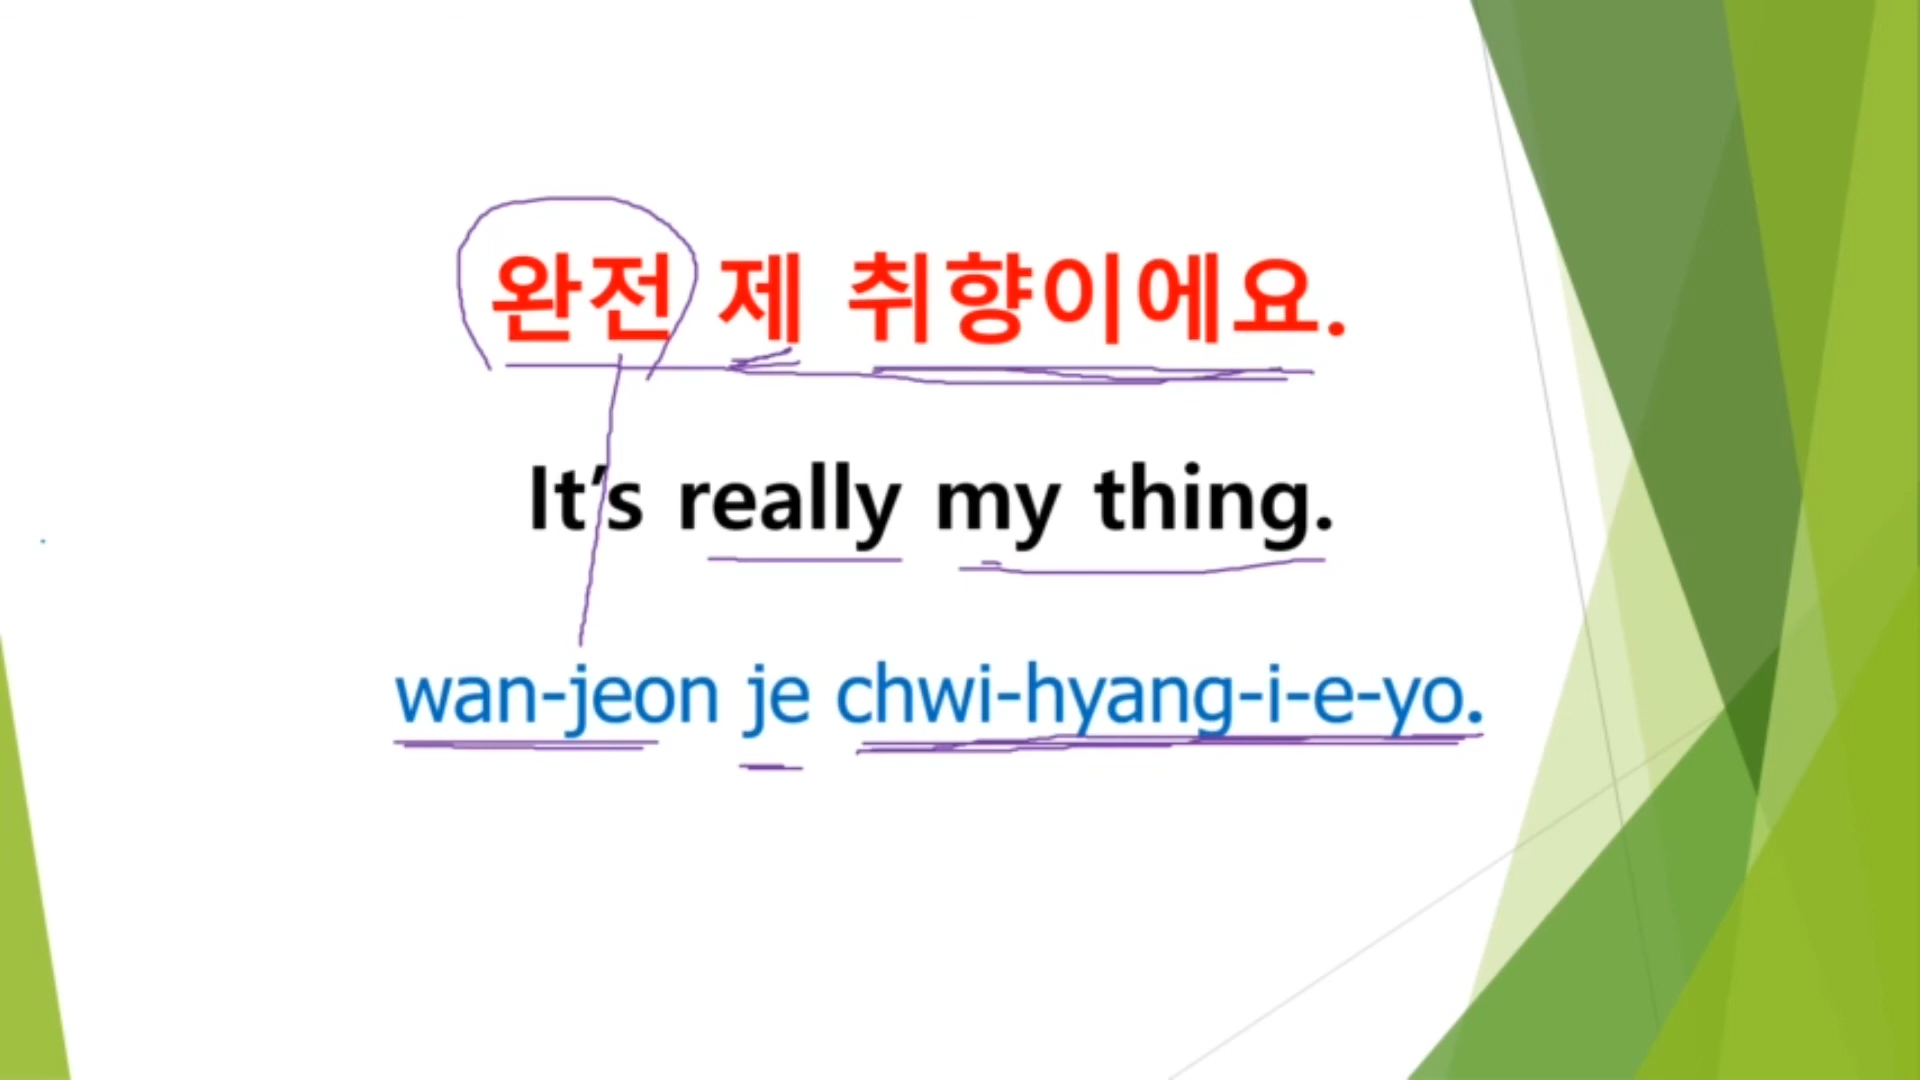 완전 제 취향이에요.
It’s really my thing.
wan-jeon je chwi-hyang-i-e-yo.